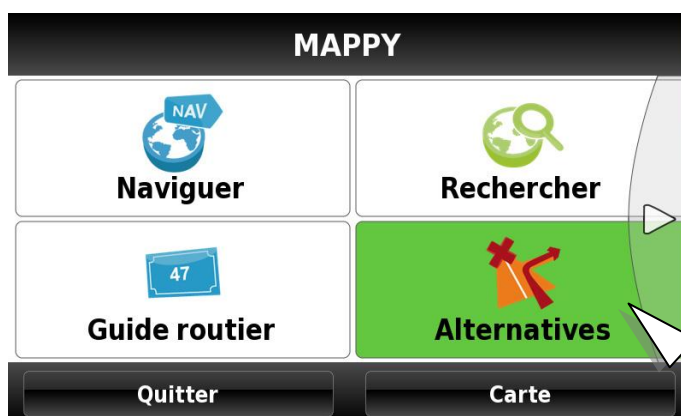 MAPPY
NAV
Naviguer
Rechercher
47
Guide routier
Alternatives
Quitter
Carte